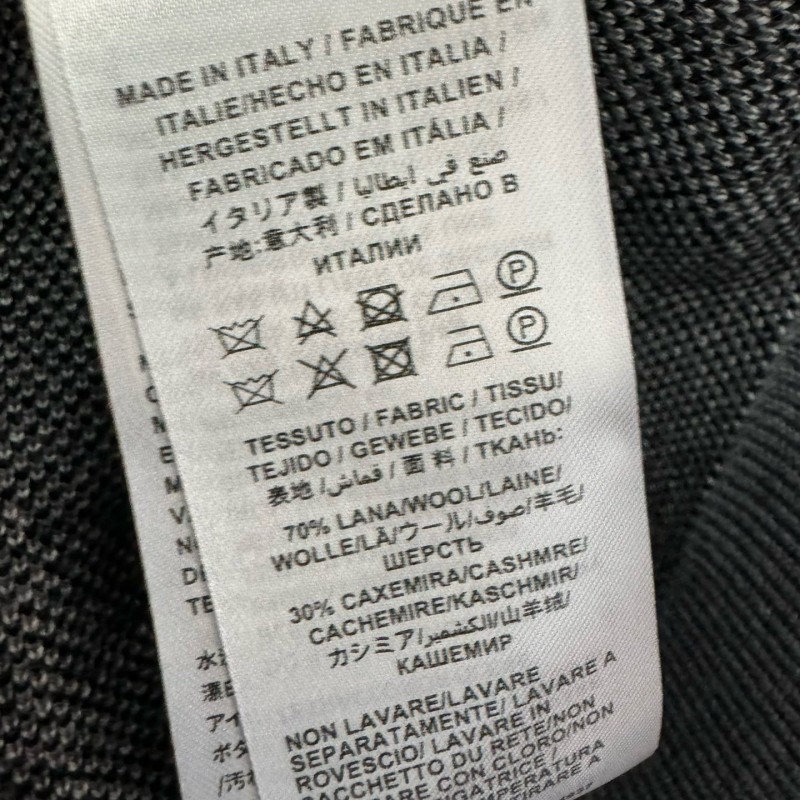 MADE IN ITALY / FABRIQUÉ EN
ITALIE/HECHO EN ITALIA /
HERGESTELLT IN ITALIEN /
FABRICADO EM ITÁLIA /
イタリア製 / صنع في ايطاليا /
产地:意大利 / СДЕЛАНО В
ИТАЛИИ
P
P
TESSUTO / FABRIC / TISSU/
TEJIDO / GEWEBE / TECIDO/
表地 / قماش / 面 料 / ТКАНЬ:
70% LANA/WOOL/LAINE/
WOLLE/LÃ/ウール/صوف/羊毛/
ШЕРСТЬ
30% CAXEMIRA/CASHMRE/
CACHEMIRE/KASCHMIR/
カシミア/الكشمير/山羊绒/
КАШЕМИР
NON LAVARE/LAVARE
SEPARATAMENTE/ LAVARE A
ROVESCIO/ LAVARE IN
SACCHETTO DU RETE/NON
CON CLORO/NON